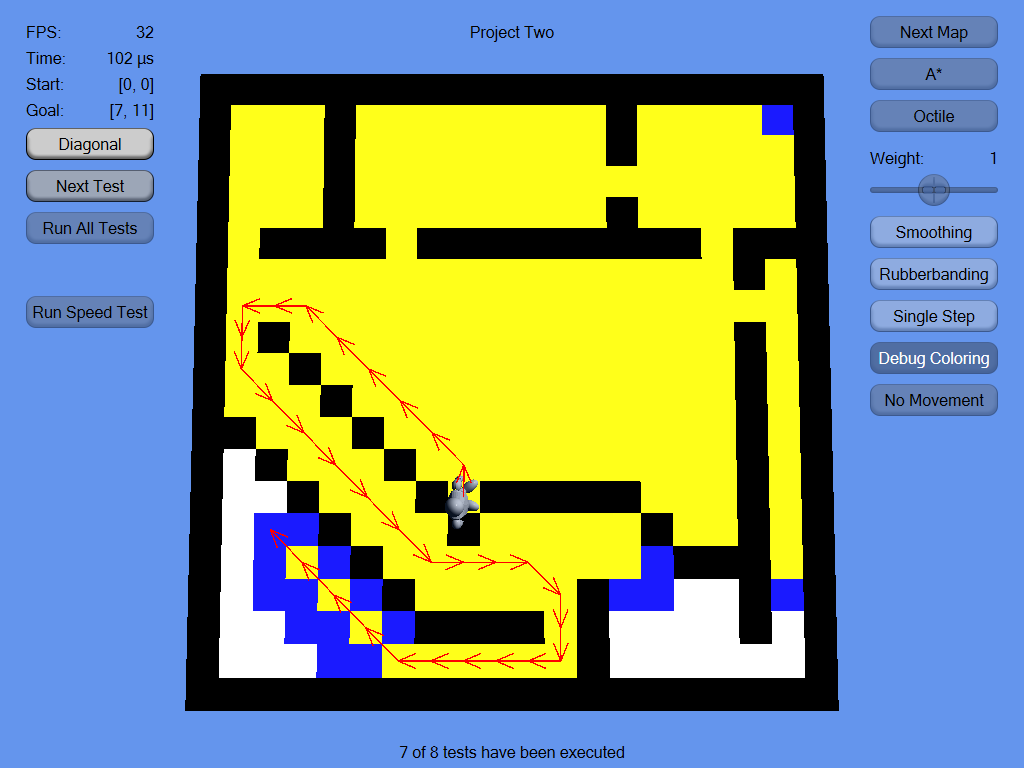 FPS: 32
Time: 102 µs
Start: [0, 0]
Goal: [7, 11]
Diagonal
Next Test
Run All Tests
Run Speed Test
Project Two
Next Map
A*
Octile
Weight: 1
Smoothing
Rubberbanding
Single Step
Debug Coloring
No Movement
7 of 8 tests have been executed